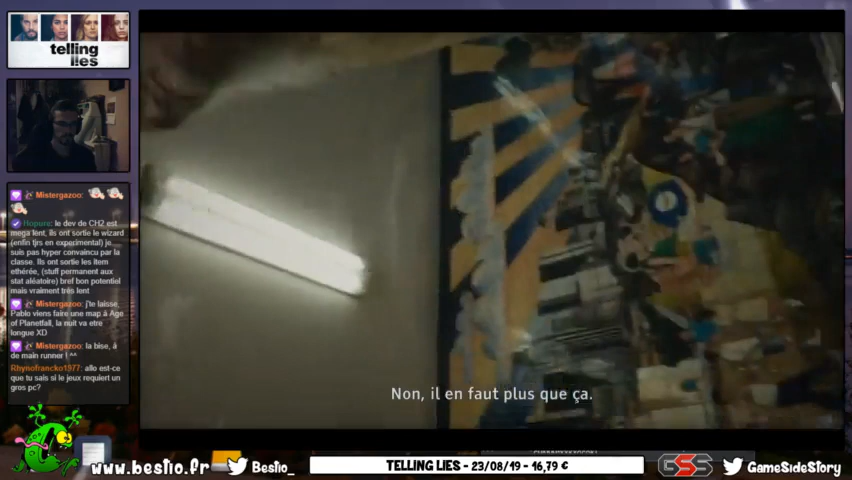 telling
lies
Mistergazoo:
Hopure: le dev de CH2 est
mega lent, ils ont sortie le wizard
(enfin tjrs en experimental) je
suis pas hyper convaincu par la
classe. Ils ont sorties les item
ethérée, (stuff permanent aux
stat aléatoire) bref bon potentiel
mais vraiment très lent
Mistergazoo: j'te laisse,
Pablo viens faire une map à Age
of Planetfall, la nuit va etre
longue XD
Mistergazoo: la bise, à
de main runner ! ^^
Rhynofrancko1977: allo est-ce
que tu sais si le jeux requiert un
gros pc?
Non, il en faut plus que ça.
www.bestio.fr
Bestio_
TELLING LIES - 23/08/19 - 16,79 €
GSS
GameSideStory